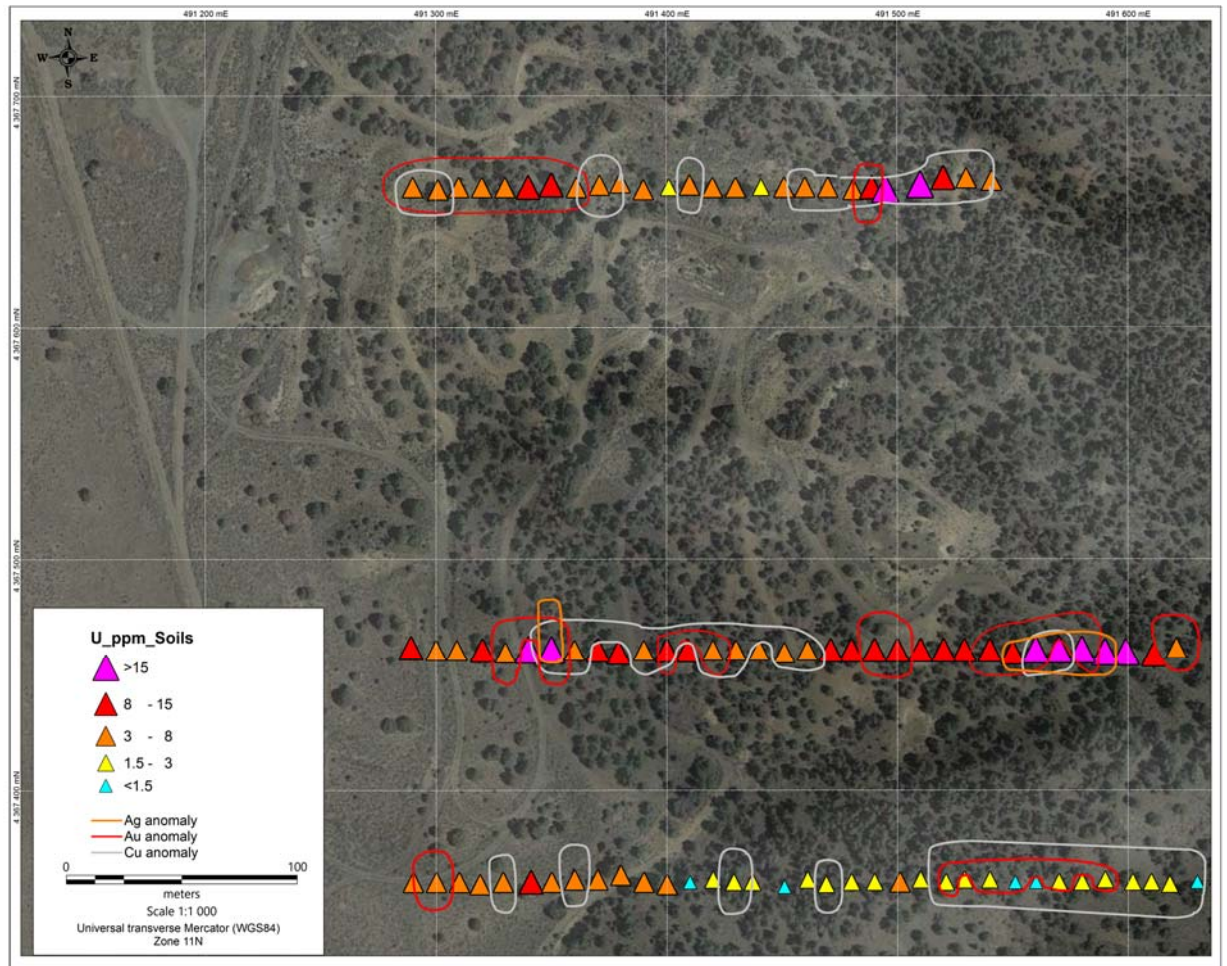 491 200 mE 491 300 mE 491 400 mE 491 500 mE 491 600 mE
N
W E
S
4 367 700 mN
4 367 600 mN
4 367 500 mN
4 367 400 mN
U_ppm_Soils
>15
8 - 15
3 - 8
1.5 - 3
<1.5
Ag anomaly
Au anomaly
Cu anomaly
0 100
meters
Scale 1:1 000
Universal transverse Mercator (WGS84)
Zone 11N